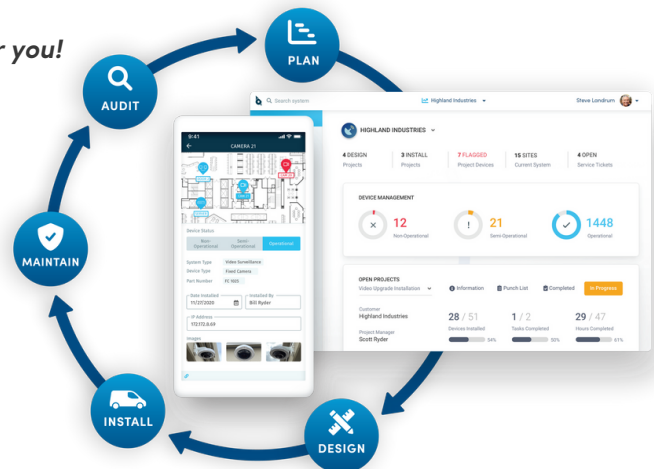 r you!
PLAN
AUDIT
MAINTAIN
INSTALL
DESIGN
9:41
CAMERA 21
Device Status
Non-Operational
Semi-Operational
Operational
System Type Video Surveillance
Device Type Fixed Camera
Part Number
Date Installed
11/27/2020
Installed By
Bill Ryder
IP Address
172.172.0.69
Images
Search system
Highland Industries
Steve Landrum
HIGHLAND INDUSTRIES
4 DESIGN
Projects
3 INSTALL
Projects
7 FLAGGED
Project Devices
15 SITES
Current System
4 OPEN
Service Tickets
DEVICE MANAGEMENT
12
Non-Operational
21
Semi-Operational
1448
Operational
OPEN PROJECTS
Video Upgrade Installation
Information
Punch List
Completed
In Progress
Customer
Highland Industries
Project Manager
Scott Ryder
28 / 51
Devices Installed
54%
1 / 2
Tasks Completed
50%
29 / 47
Hours Completed
61%